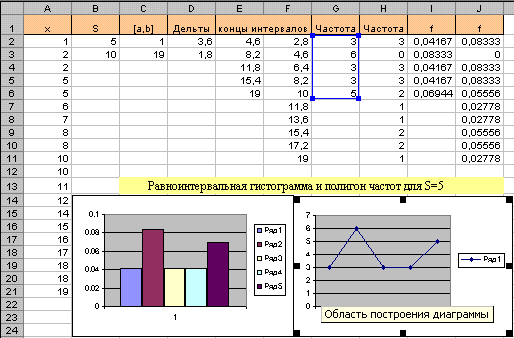 A B C D E F G H I J
1 x S [a,b] Дельты концы интервалов Частота Частота f f
2 1 5 1 3,6 4,6 2,8 3 3 0,04167 0,08333
3 2 10 19 1,8 8,2 4,6 6 0 0,08333 0
4 2 11,8 6,4 3 3 0,04167 0,08333
5 4 15,4 8,2 3 3 0,04167 0,08333
6 5 19 10 5 2 0,06944 0,05556
7 6 11,8 1 0,02778
8 7 13,6 1 0,02778
9 8 15,4 2 0,05556
10 8 17,2 2 0,05556
11 10 19 1 0,02778
12 10
13 11 Равноинтервальная гистограмма и полигон частот для S=5
14 12
15 14
16 15
17 16
18 17
19 18
20 18
21 19
22
23
24
0.1
0.08
0.06
0.04
0.02
0
1
Ряд1
Ряд2
Ряд3
Ряд4
Ряд5
7
6
5
4
3
2
1
0
Ряд1
Область построения диаграммы